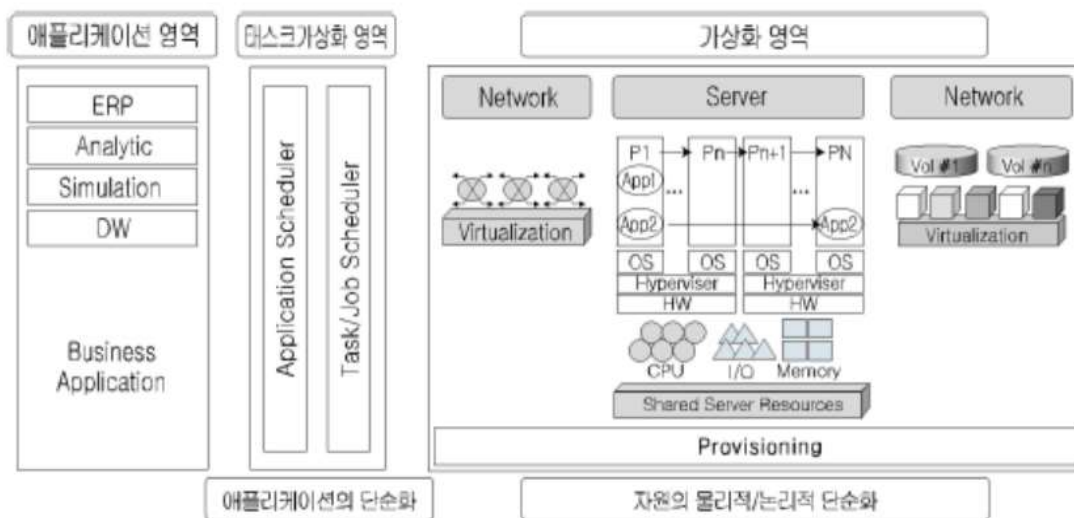 애플리케이션 영역
태스크가상화 영역
가상화 영역
ERP
Analytic
Simulation
DW
Business
Application
Application Scheduler
Task/Job Scheduler
Network
Server
Network
P1
Pn
Pn+1
PN
App1
...
...
App2
App2
Virtualization
OS
OS
OS
OS
Hyperviser
Hyperviser
HW
HW
CPU
I/O
Memory
Shared Server Resources
Vol #1
Vol #n
Virtualization
Provisioning
애플리케이션의 단순화
자원의 물리적/논리적 단순화